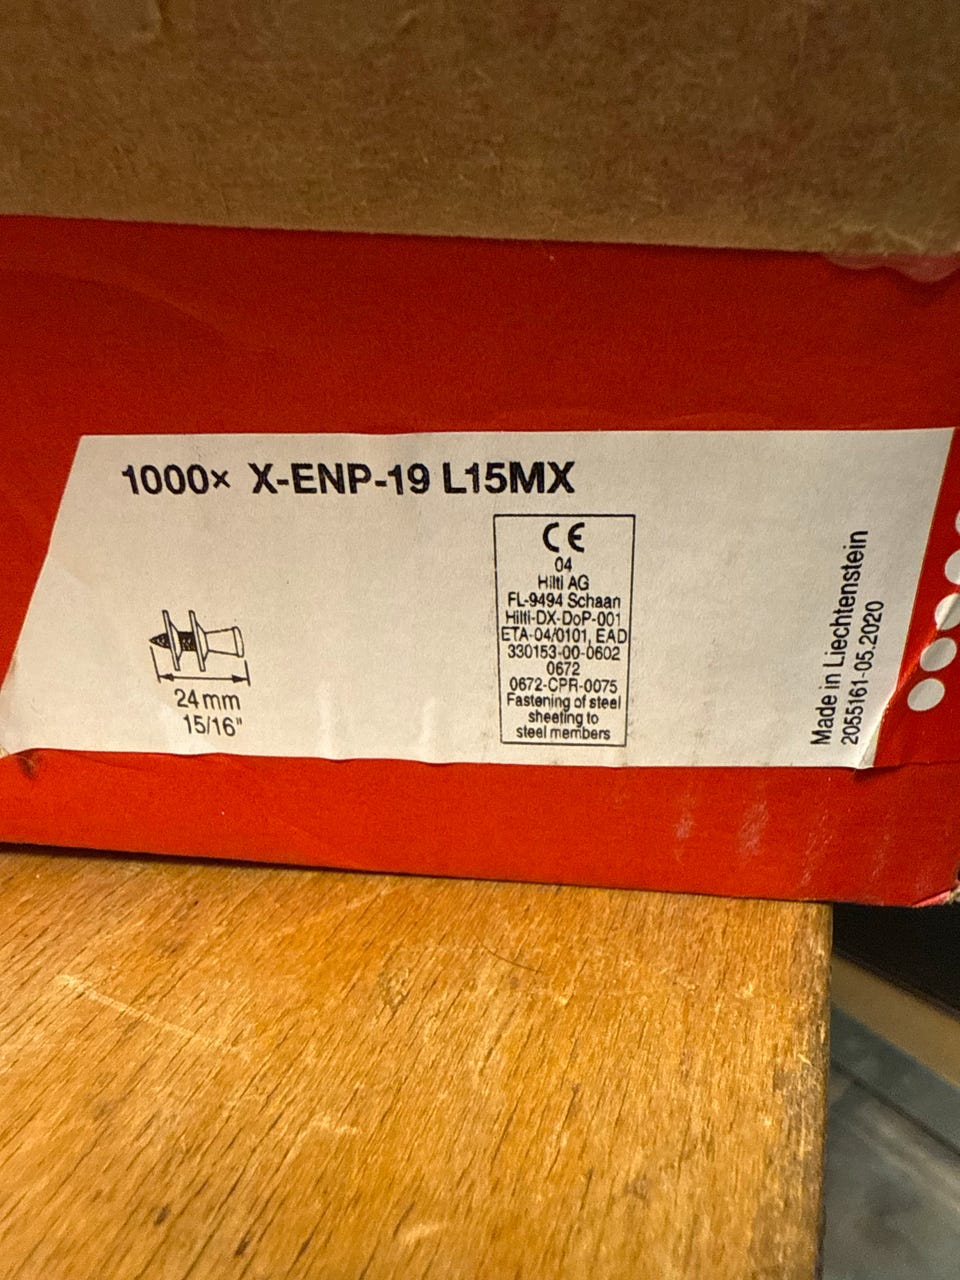 1000× X-ENP-19 L15MX
CE
04
Hilti AG
FL-9494 Schaan
Hilti-DX-DoP-001
ETA-04/0101, EAD
330153-00-0602
0672
0672-CPR-0075
Fastening of steel
sheeting to
steel members
24 mm
15/16"
Made in Liechtenstein
2055161-05.2020